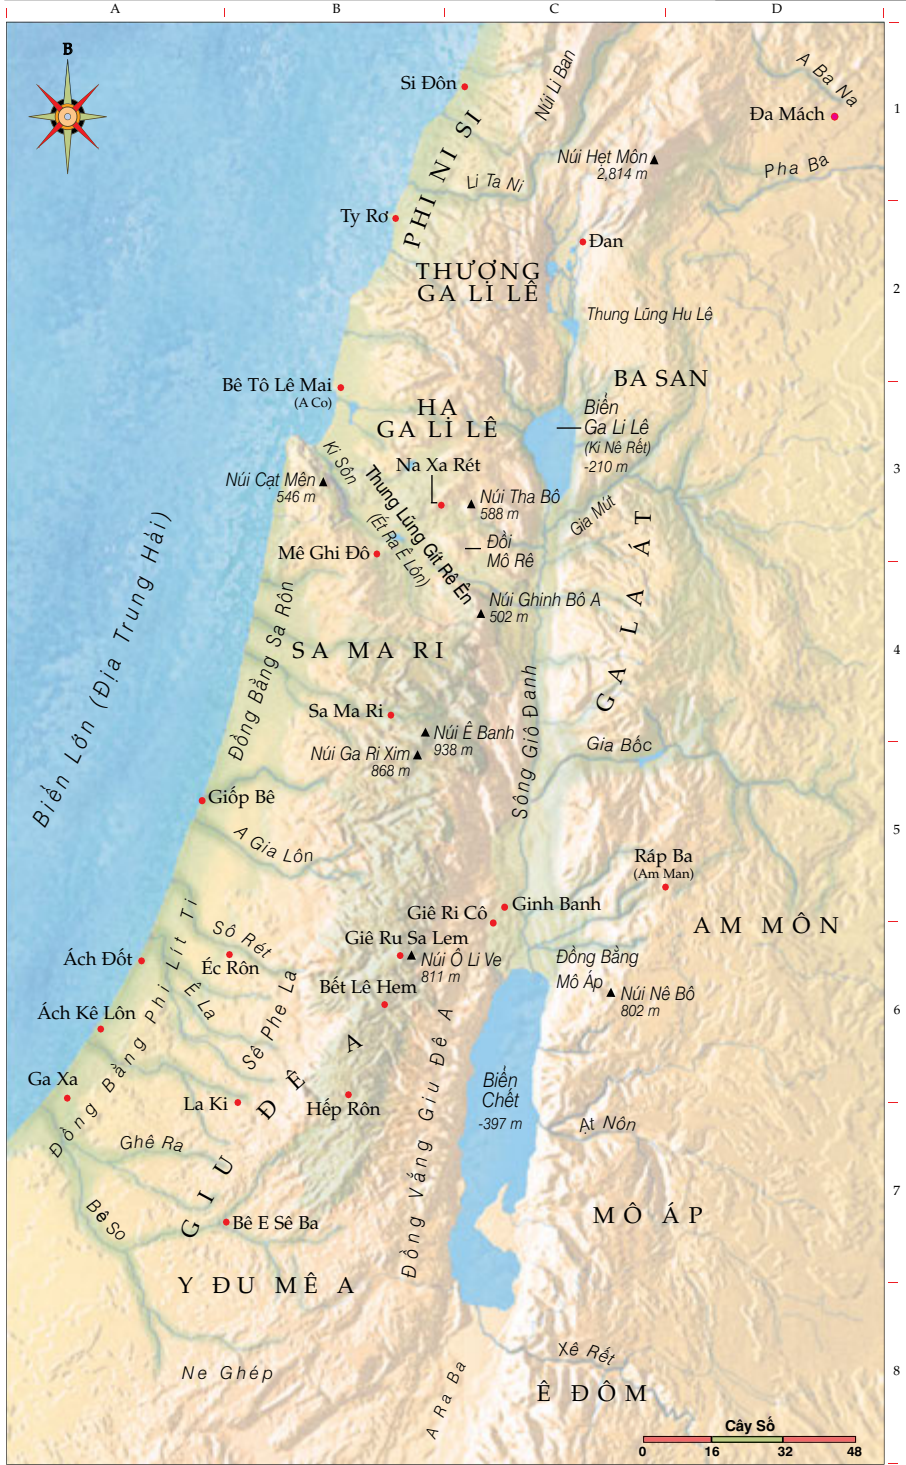 A
B
C
D
B
Si Đôn
Núi Li Ban
A Ba Na
Đa Mách
1
PHI NI SI
Núi Hẹt Môn
2,814 m
Pha Ba
Li Ta Ni
Ty Rơ
Đan
THƯỢNG
GA LI LÊ
2
Thung Lũng Hu Lê
Bê Tô Lê Mai
(A Co)
BA SAN
HẠ
GA LI LÊ
Biển
Ga Li Lê
(Ki Nê Rết)
-210 m
Ki Sôn
Na Xa Rét
3
Núi Cạt Mên
546 m
Thung Lũng Gít Rê Ên
(Ét Ra Ê Lôn)
Núi Tha Bô
588 m
Gia Mút
Đồi
Mô Rê
Mê Ghi Đô
GA LA ÁT
Biển Lớn (Địa Trung Hải)
Núi Ghinh Bô A
502 m
Đồng Bằng Sa Rôn
SA MA RI
4
Sông Giô Đanh
Sa Ma Ri
Núi Ê Banh
938 m
Núi Ga Ri Xim
868 m
Gia Bốc
Giốp Bê
A Gia Lôn
5
Ráp Ba
(Am Man)
Ginh Banh
Giê Ri Cô
AM MÔN
Đồng Bằng Phi Lít Ti
Sô Rét
Giê Ru Sa Lem
Núi Ô Li Ve
811 m
Đồng Bằng
Mô Áp
Ách Đốt
Éc Rôn
Ê La
Sê Phe La
Bết Lê Hem
Núi Nê Bô
802 m
Ách Kê Lôn
6
Ga Xa
La Ki
GIU ĐÊ A
Hếp Rôn
Đồng Vắng Giu Đê A
Biển
Chết
-397 m
Ạt Nôn
Ghê Ra
7
Bê So
Bê E Sê Ba
MÔ ÁP
Y ĐU MÊ A
Ne Ghép
A Ra Ba
Xê Rết
8
Ê ĐÔM
Cây Số
0 16 32 48